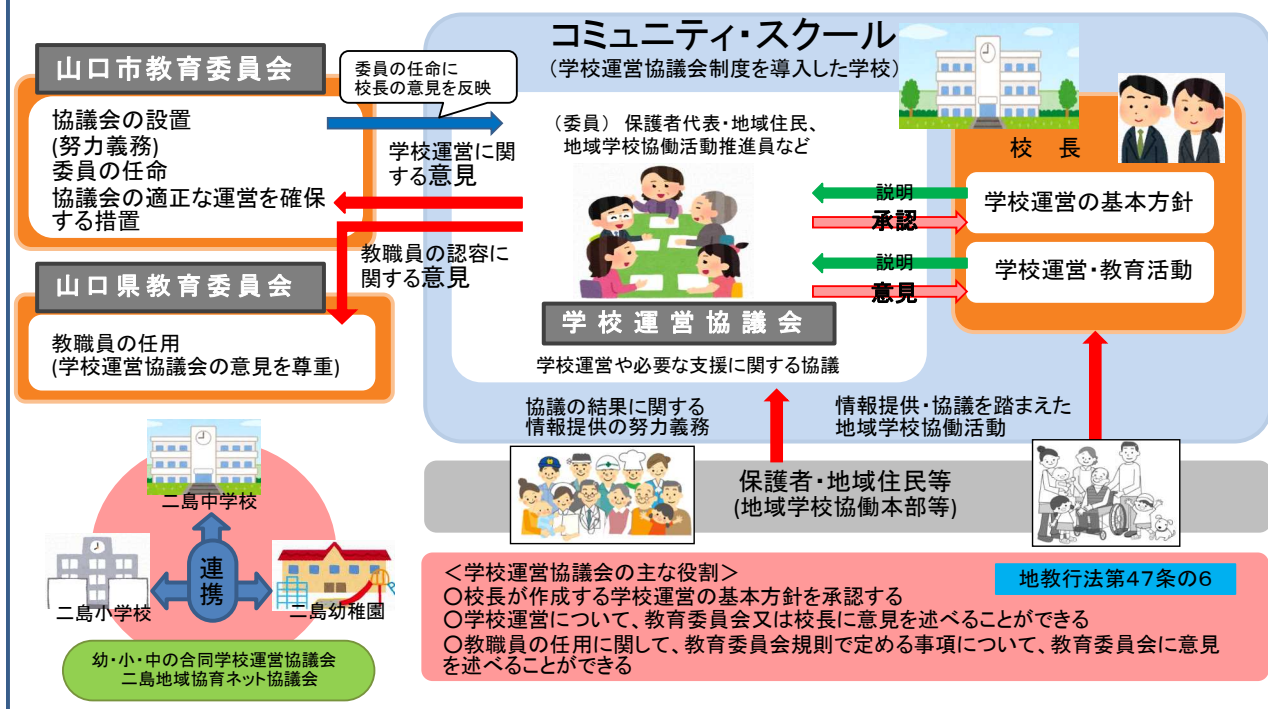 コミュニティ・スクール
(学校運営協議会制度を導入した学校)
山口市教育委員会
協議会の設置
(努力義務)
委員の任命
協議会の適正な運営を確保
する措置
委員の任命に
校長の意見を反映
学校運営に関
する意見
教職員の認容に
関する意見
山口県教育委員会
教職員の任用
(学校運営協議会の意見を尊重)
(委員) 保護者代表・地域住民、
地域学校協働活動推進員など
学校運営協議会
学校運営や必要な支援に関する協議
説明
承認
説明
意見
校 長
学校運営の基本方針
学校運営・教育活動
協議の結果に関する
情報提供の努力義務
情報提供・協議を踏まえた
地域学校協働活動
保護者・地域住民等
(地域学校協働本部等)
二島中学校
連携
二島小学校
二島幼稚園
幼・小・中の合同学校運営協議会
二島地域協育ネット協議会
<学校運営協議会の主な役割>
地教行法第47条の6
○校長が作成する学校運営の基本方針を承認する
○学校運営について、教育委員会又は校長に意見を述べることができる
○教職員の任用に関して、教育委員会規則で定める事項について、教育委員会に意見
を述べることができる